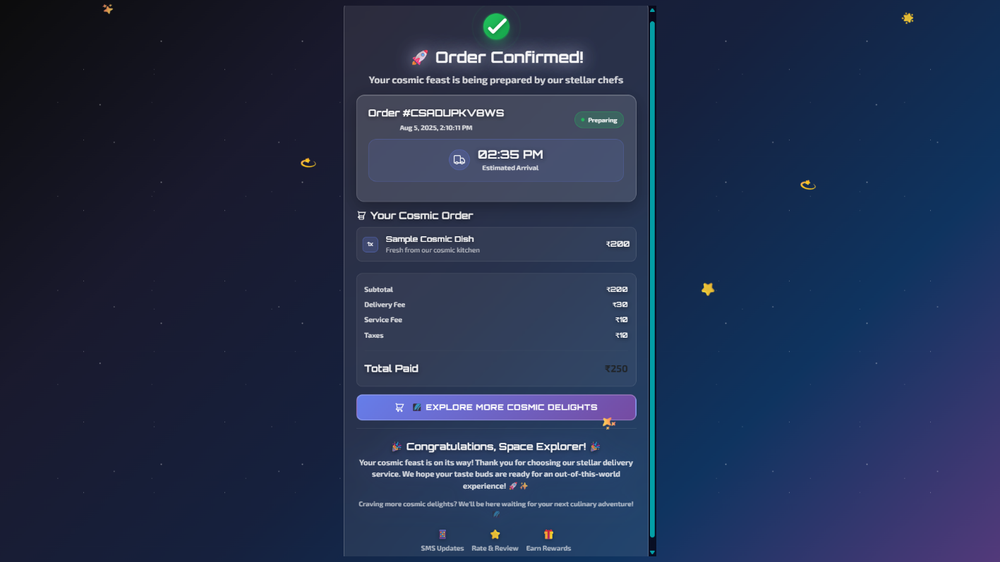 Order Confirmed!
Your cosmic feast is being prepared by our stellar chefs
Order #CSADUPKVBWS
Preparing
Aug 5, 2025, 2:10:11 PM
02:35 PM
Estimated Arrival
Your Cosmic Order
1x
Sample Cosmic Dish
₹200
Fresh from our cosmic kitchen
Subtotal ₹200
Delivery Fee ₹30
Service Fee ₹10
Taxes ₹10
Total Paid ₹250
EXPLORE MORE COSMIC DELIGHTS
Congratulations, Space Explorer!
Your cosmic feast is on its way! Thank you for choosing our stellar delivery
service. We hope your taste buds are ready for an out-of-this-world
experience!
Craving more cosmic delights? We'll be here waiting for your next culinary adventure!
SMS Updates Rate & Review Earn Rewards